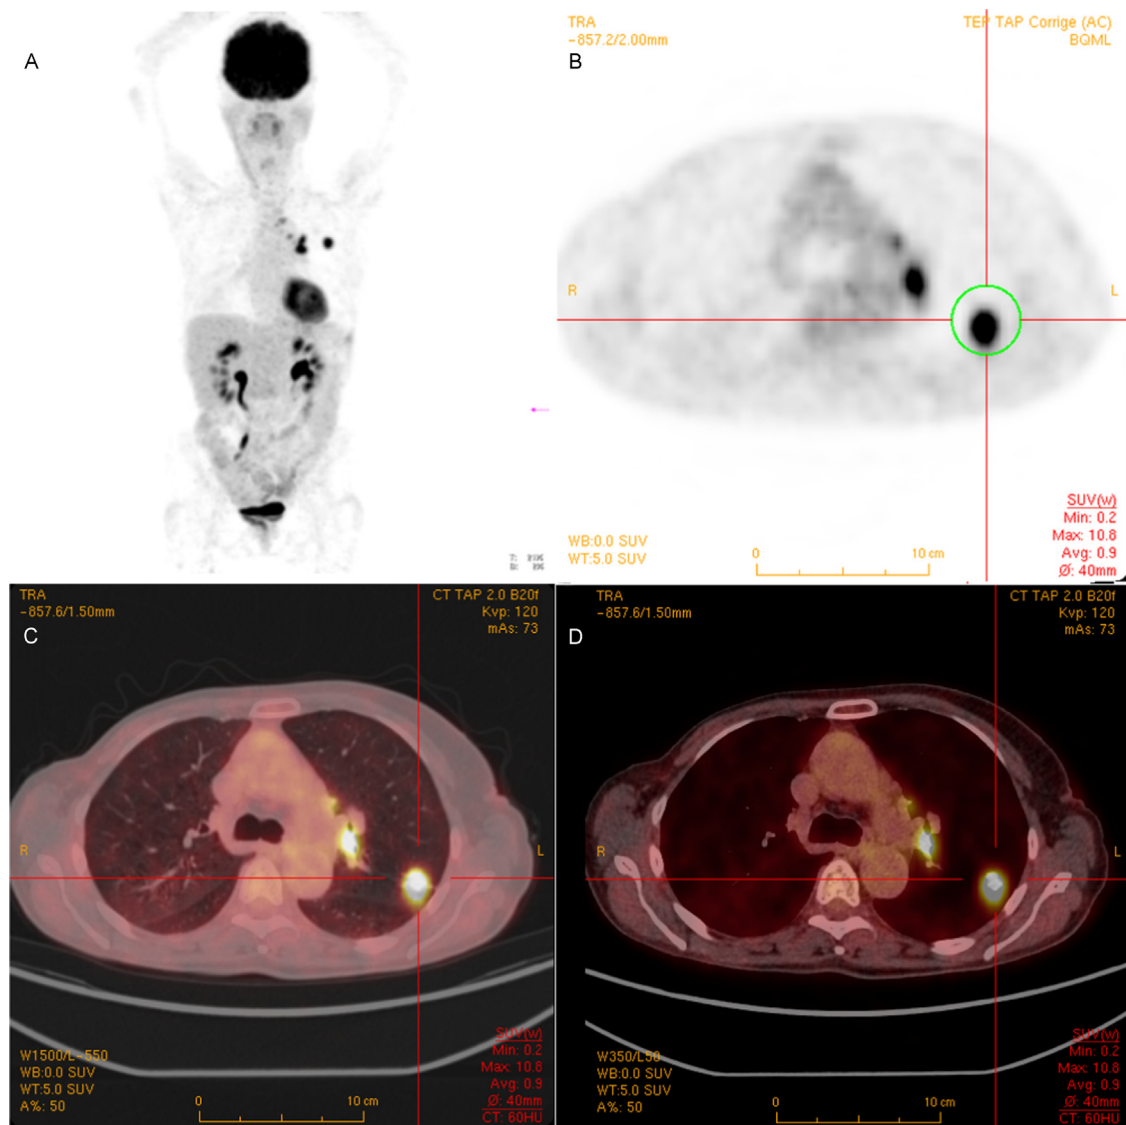 A
TRA
-857.2/2.00mm
TEP TAP Corrige (AC)
BQML
B
R
L
SUV(w)
Min: 0.2
Max: 10.8
Avg: 0.9
Ø: 40mm
WB:0.0 SUV
WT:5.0 SUV
0
10 cm
TRA
-857.6/1.50mm
CT TAP 2.0 B20f
Kvp: 120
mAs: 73
C
R
L
W1500/L-550
WB:0.0 SUV
WT:5.0 SUV
A%: 50
0
10 cm
SUV(w)
Min: 0.2
Max: 10.8
Avg: 0.9
Ø: 40mm
CT: 60HU
TRA
-857.6/1.50mm
CT TAP 2.0 B20f
Kvp: 120
mAs: 73
D
R
L
W350/L50
WB:0.0 SUV
WT:5.0 SUV
A%: 50
0
10 cm
SUV(w)
Min: 0.2
Max: 10.8
Avg: 0.9
Ø: 40mm
CT: 60HU